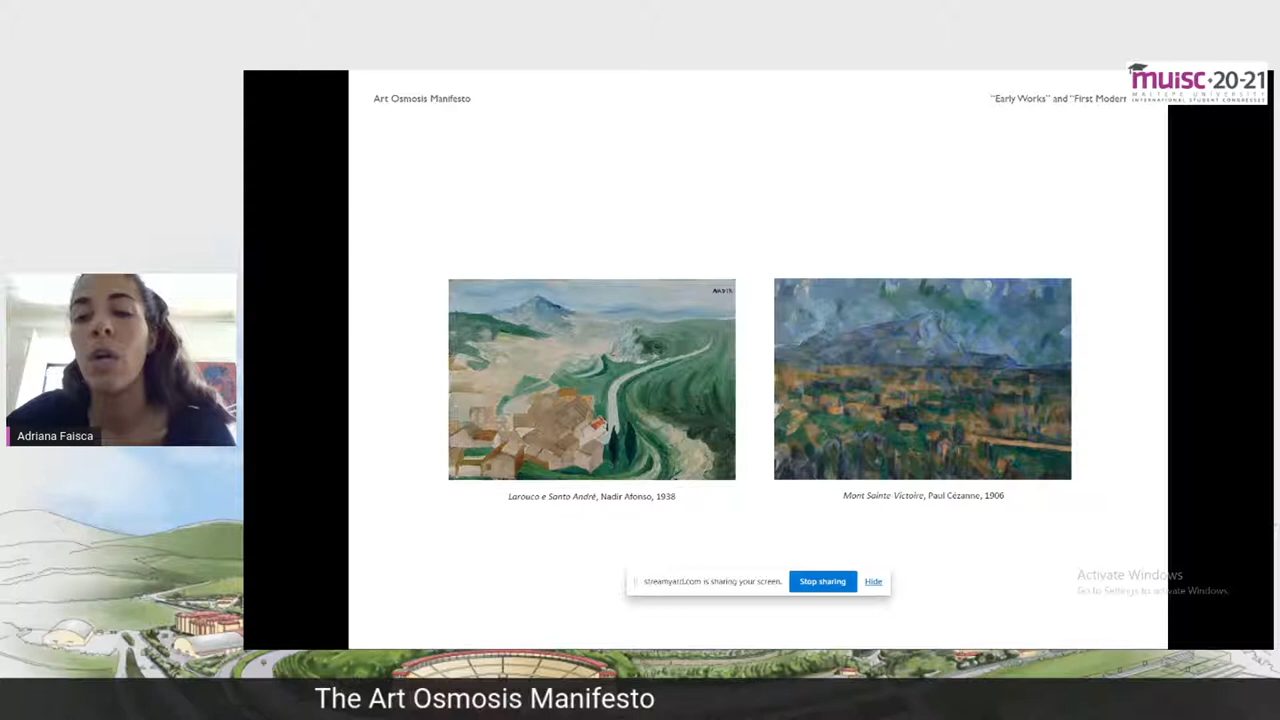 muisc·20-21
MALTEPE UNIVERSITY
INTERNATIONAL STUDENT CONGRESSES
Art Osmosis Manifesto
"Early Works" and "First Modern
NADIR
Adriana Faisca
Larouco e Santo André, Nadir Afonso, 1938
Mont Sainte Victoire, Paul Cézanne, 1906
streamyard.com is sharing your screen.
Stop sharing
Hide
Activate Windows
Go to Settings to activate Windows.
The Art Osmosis Manifesto